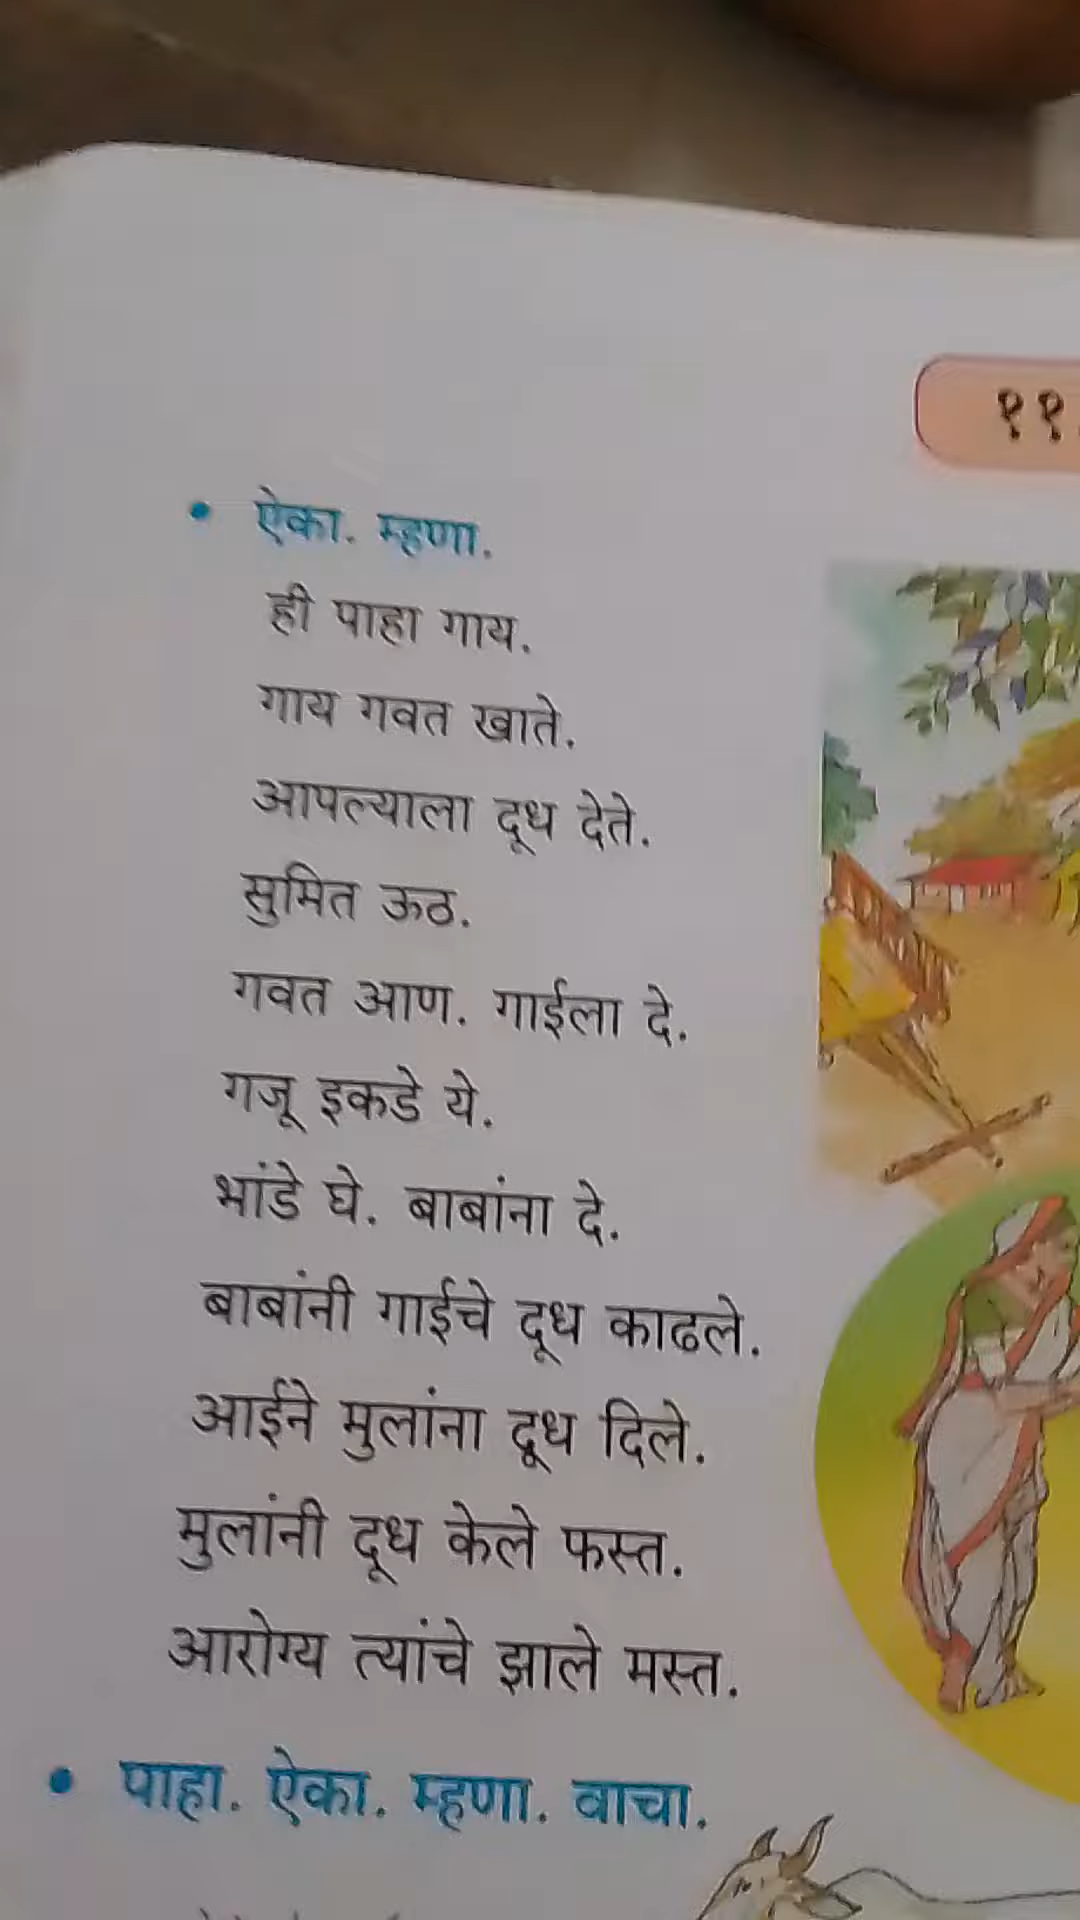 ११.
• ऐका. म्हणा.
ही पाहा गाय.
गाय गवत खाते.
आपल्याला दूध देते.
सुमित ऊठ.
गवत आण. गाईला दे.
गजू इकडे ये.
भांडे घे. बाबांना दे.
बाबांनी गाईचे दूध काढले.
आईने मुलांना दूध दिले.
मुलांनी दूध केले फस्त.
आरोग्य त्यांचे झाले मस्त.
• पाहा. ऐका. म्हणा. वाचा.